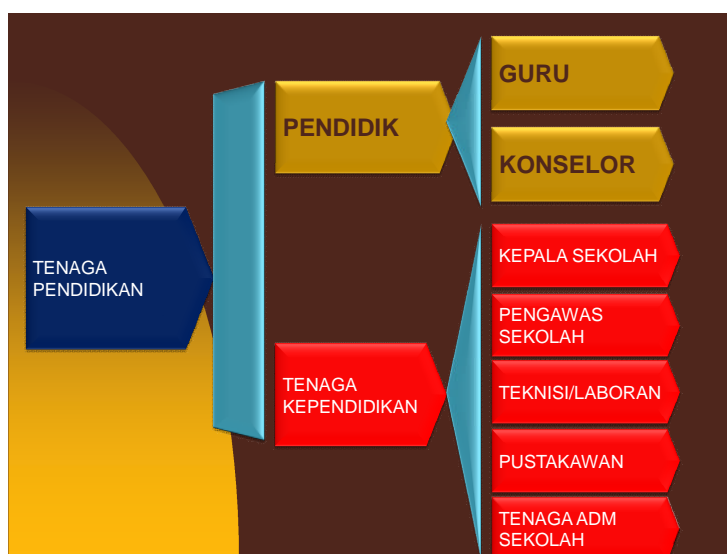 TENAGA
PENDIDIKAN
PENDIDIK
GURU
KONSELOR
TENAGA
KEPENDIDIKAN
KEPALA SEKOLAH
PENGAWAS
SEKOLAH
TEKNISI/LABORAN
PUSTAKAWAN
TENAGA ADM
SEKOLAH